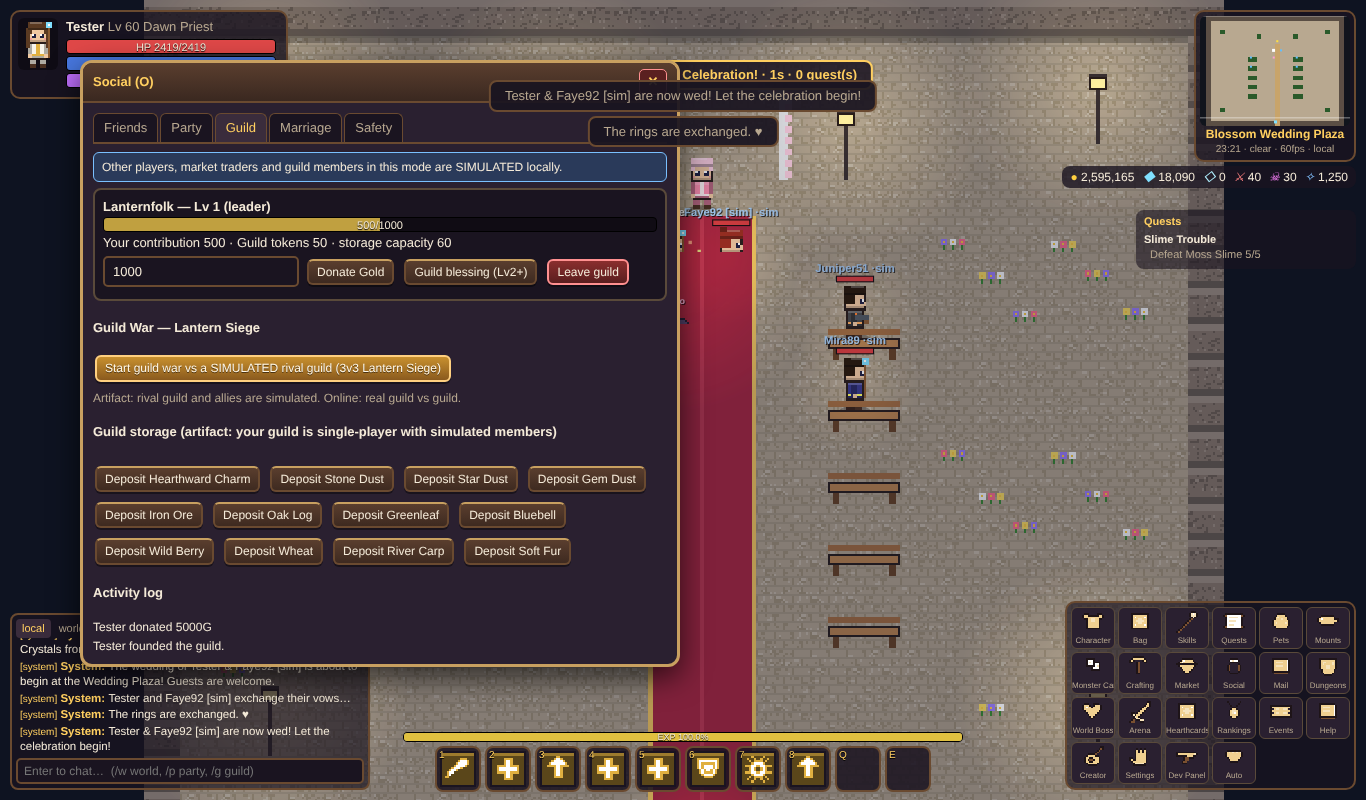 Tester Lv 60 Dawn Priest
HP 2419/2419
Social (O)
Celebration! · 1s · 0 guest(s)
Tester & Faye92 [sim] are now wed! Let the celebration begin!
The rings are exchanged. ♥
Friends
Party
Guild
Marriage
Safety
Other players, market traders and guild members in this mode are SIMULATED locally.
Lanternfolk — Lv 1 (leader)
500/1000
Your contribution 500 · Guild tokens 50 · storage capacity 60
1000
Donate Gold
Guild blessing (Lv2+)
Leave guild
Guild War — Lantern Siege
Start guild war vs a SIMULATED rival guild (3v3 Lantern Siege)
Artifact: rival guild and allies are simulated. Online: real guild vs guild.
Guild storage (artifact: your guild is single-player with simulated members)
Deposit Hearthward Charm
Deposit Stone Dust
Deposit Star Dust
Deposit Gem Dust
Deposit Iron Ore
Deposit Oak Log
Deposit Greenleaf
Deposit Bluebell
Deposit Wild Berry
Deposit Wheat
Deposit River Carp
Deposit Soft Fur
Activity log
Tester donated 5000G
Tester founded the guild.
Faye92 [sim] ·sim
Juniper51 ·sim
Mira89 ·sim
Blossom Wedding Plaza
23:21 · clear · 60fps · local
2,595,165
18,090
0
40
30
1,250
Quests
Slime Trouble
Defeat Moss Slime 5/5
local
[system] System: The wedding of Tester & Faye92 [sim] is about to
begin at the Wedding Plaza! Guests are welcome.
[system] System: Tester and Faye92 [sim] exchange their vows…
[system] System: The rings are exchanged. ♥
[system] System: Tester & Faye92 [sim] are now wed! Let the
celebration begin!
Enter to chat… (/w world, /p party, /g guild)
EXP 100.0%
1
2
3
4
5
6
7
8
Q
E
Character
Bag
Skills
Quests
Pets
Mounts
Monster Ca
Crafting
Market
Social
Mail
Dungeons
World Boss
Arena
Hearthcards
Rankings
Events
Help
Creator
Settings
Dev Panel
Auto